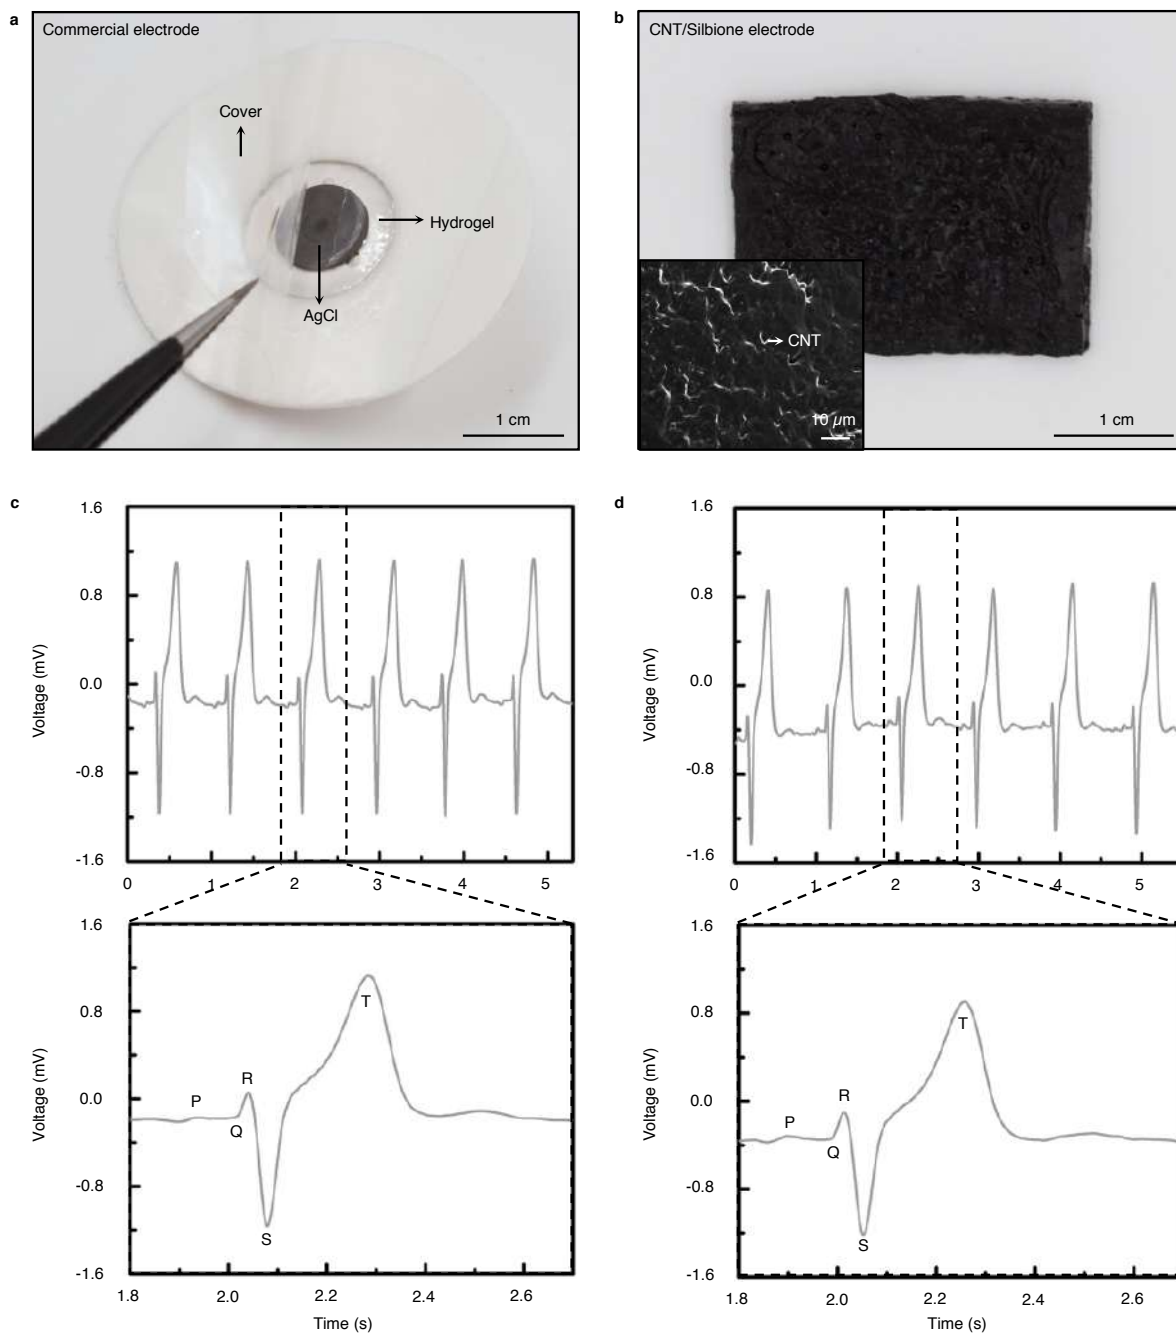 a
Commercial electrode
Cover
Hydrogel
AgCl
1 cm
b
CNT/Silbione electrode
CNT
10 µm
1 cm
c
1.6
0.8
0.0
-0.8
-1.6
Voltage (mV)
0 1 2 3 4 5
1.6
0.8
0.0
-0.8
-1.6
Voltage (mV)
P
Q
R
S
T
1.8 2.0 2.2 2.4 2.6
Time (s)
d
1.6
0.8
0.0
-0.8
-1.6
Voltage (mV)
0 1 2 3 4 5
1.6
0.8
0.0
-0.8
-1.6
Voltage (mV)
P
Q
R
S
T
1.8 2.0 2.2 2.4 2.6
Time (s)